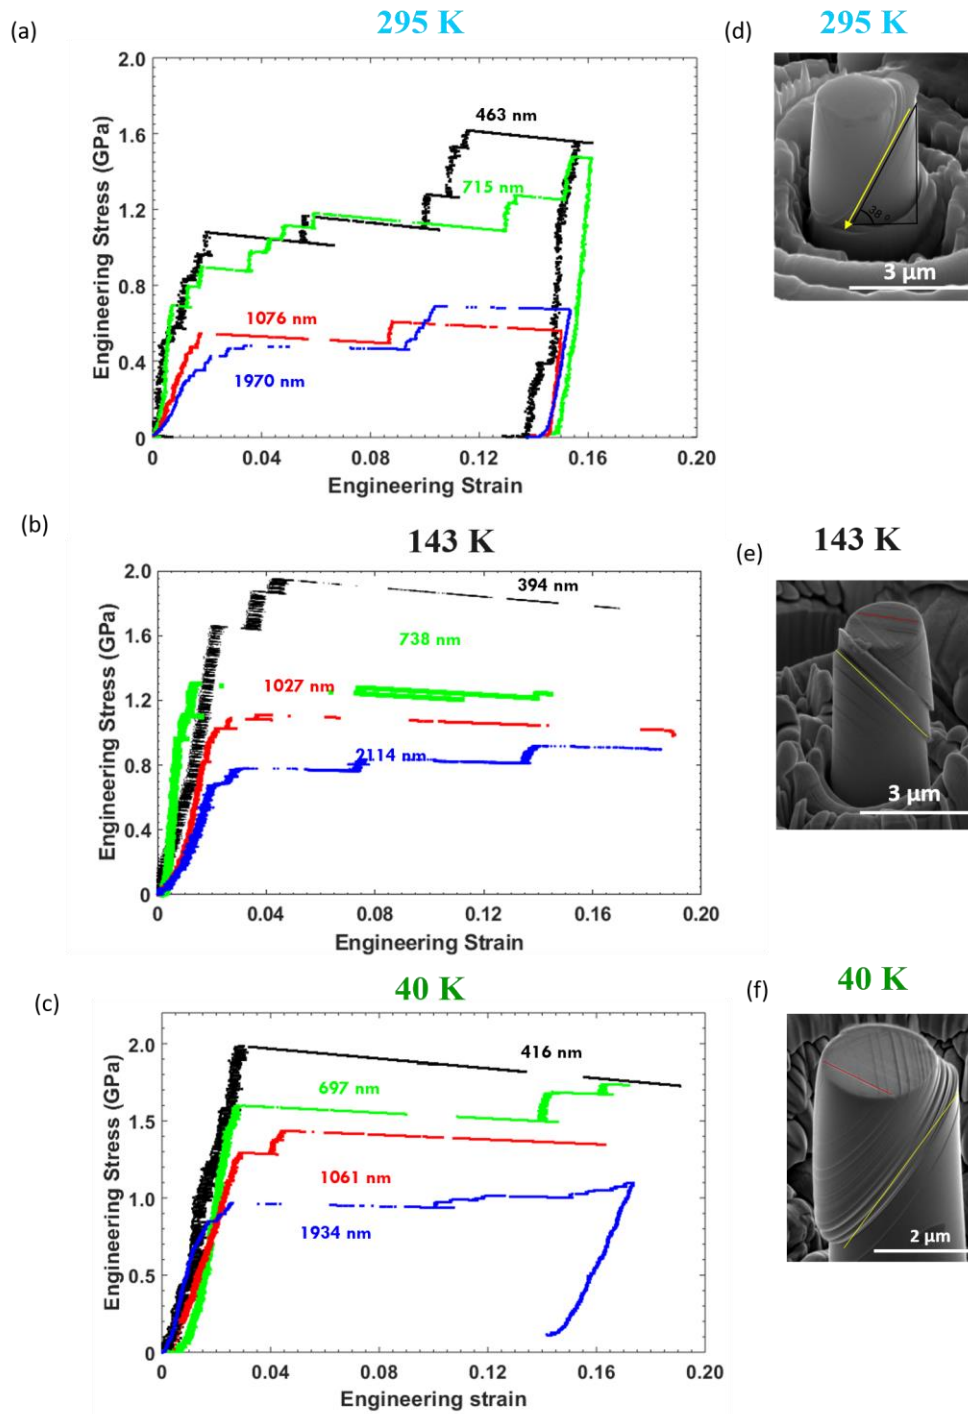 (a)
295 K
2.0
1.6
1.2
0.8
0.4
0
Engineering Stress (GPa)
463 nm
715 nm
1076 nm
1970 nm
0 0.04 0.08 0.12 0.16 0.20
Engineering Strain
(d)
295 K
38 °
3 µm
(b)
143 K
2.0
1.6
1.2
0.8
0.4
0
Engineering Stress (GPa)
394 nm
738 nm
1027 nm
2114 nm
0 0.04 0.08 0.12 0.16 0.20
Engineering Strain
(e)
143 K
3 µm
(c)
40 K
2.0
1.5
1.0
0.5
0
Engineering Stress (GPa)
416 nm
697 nm
1061 nm
1934 nm
0 0.04 0.08 0.12 0.16 0.20
Engineering strain
(f)
40 K
2 µm